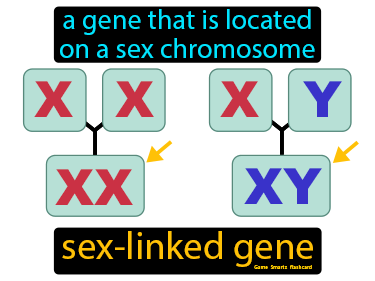 a gene that is located
on a sex chromosome
X X X Y
XX XY
sex-linked gene
Game Smartz flashcard